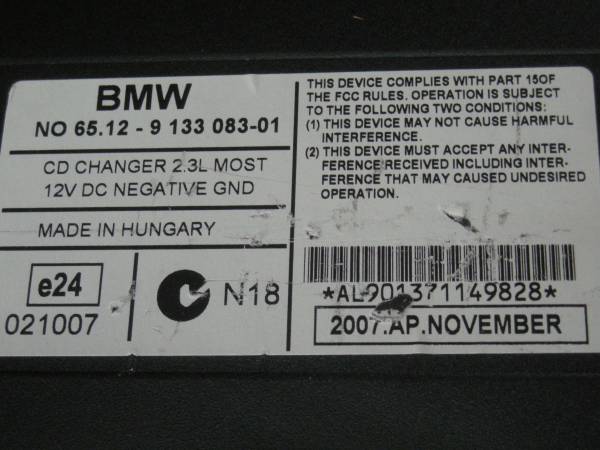 BMW
NO 65.12 - 9 133 083-01
CD CHANGER 2.3L MOST
12V DC NEGATIVE GND
MADE IN HUNGARY
e24
021007
N18
THIS DEVICE COMPLIES WITH PART 15OF
THE FCC RULES. OPERATION IS SUBJECT
TO THE FOLLOWING TWO CONDITIONS:
(1) THIS DEVICE MAY NOT CAUSE HARMFUL
INTERFERENCE.
(2) THIS DEVICE MUST ACCEPT ANY INTER-
FERENCE RECEIVED INCLUDING INTER-
FERENCE THAT MAY CAUSED UNDESIRED
OPERATION.
*AL901371149828*
2007.AP.NOVEMBER